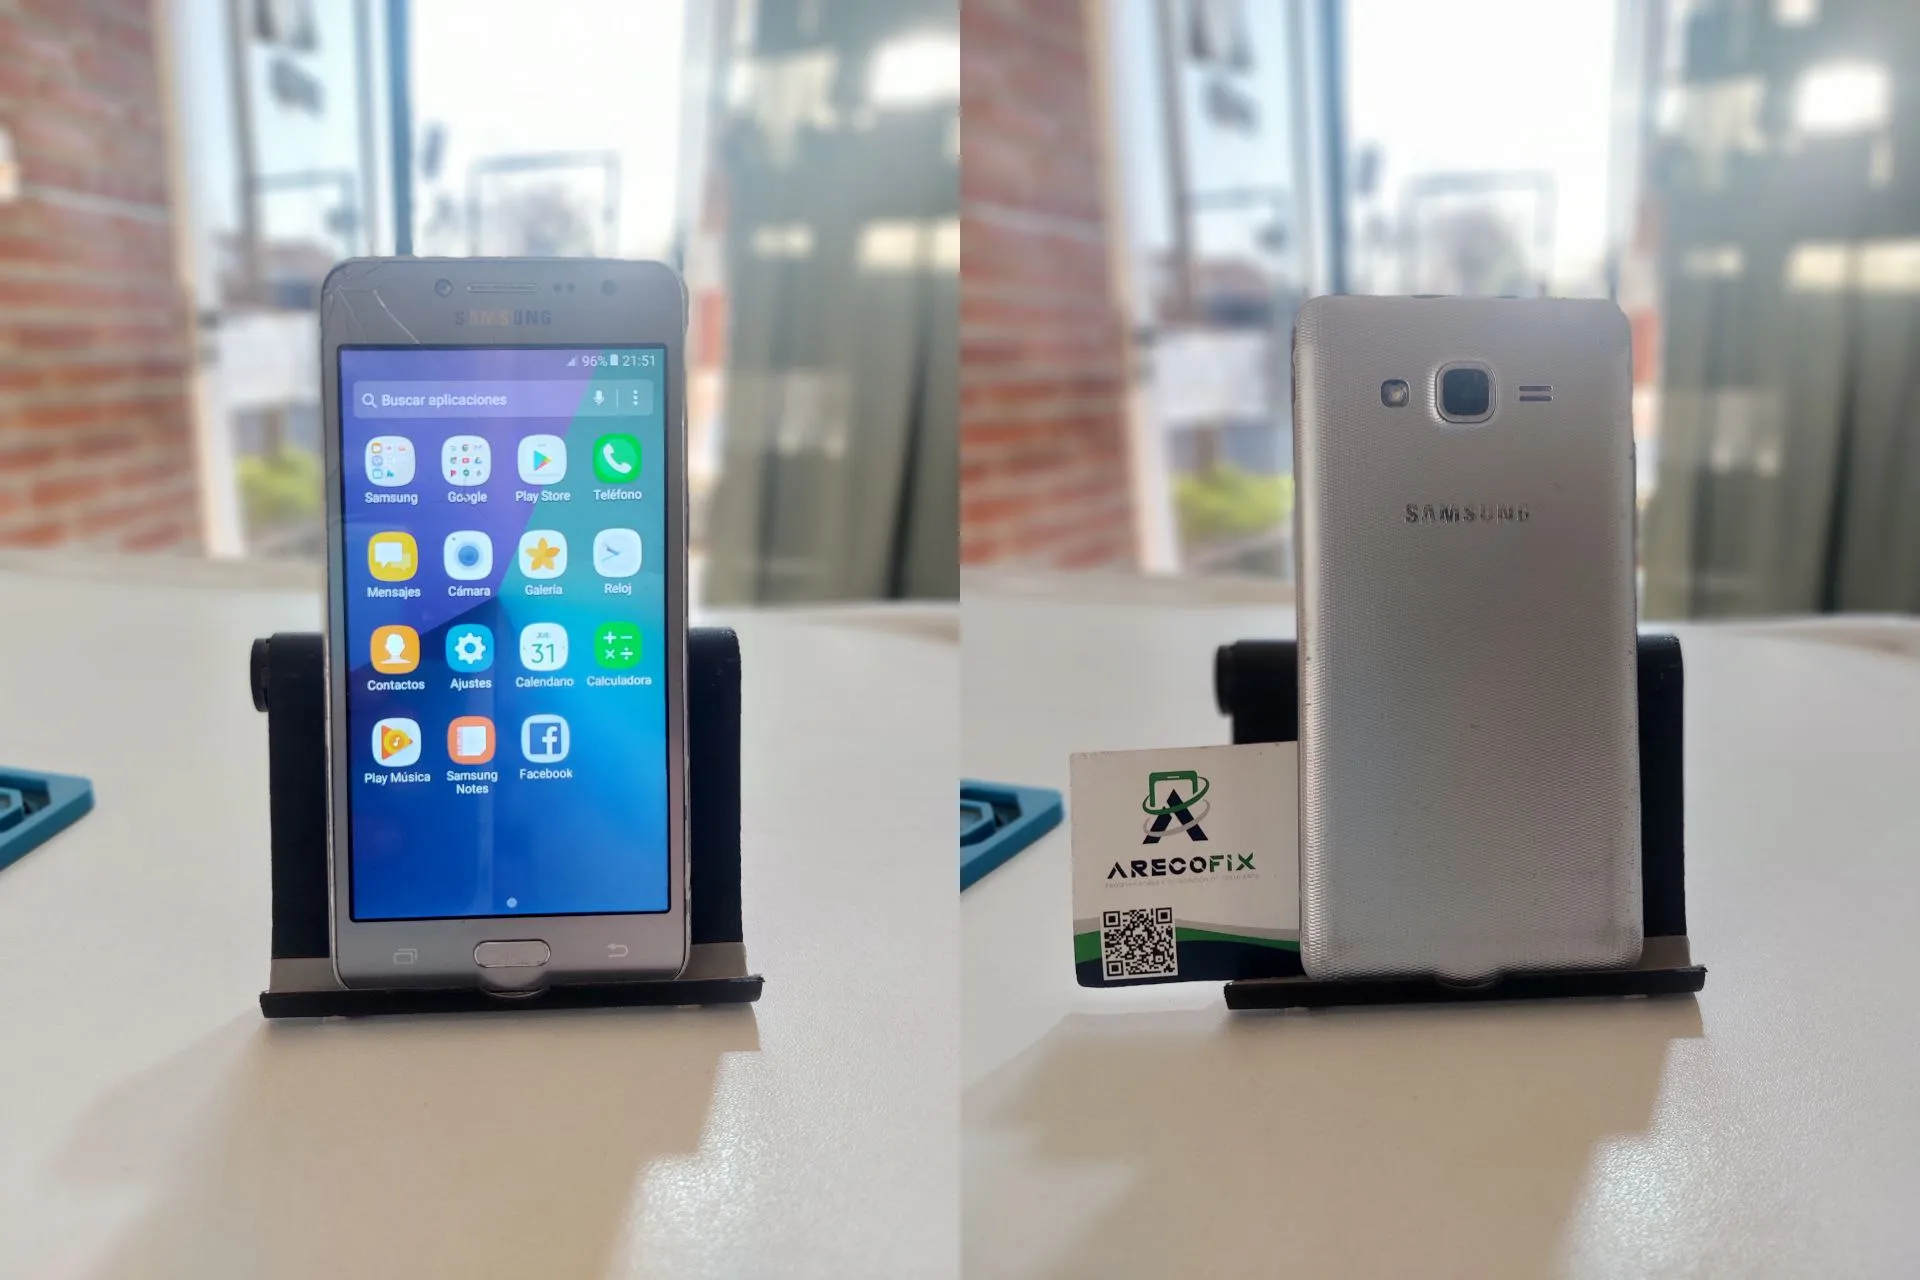 SAMSUNG
96% 21:51
Buscar aplicaciones
Samsung Google Play Store Teléfono
Mensajes Cámara Galería Reloj
JUE.
31
Contactos Ajustes Calendario Calculadora
Play Música Samsung Notes Facebook
SAMSUNG
ARECOFIX